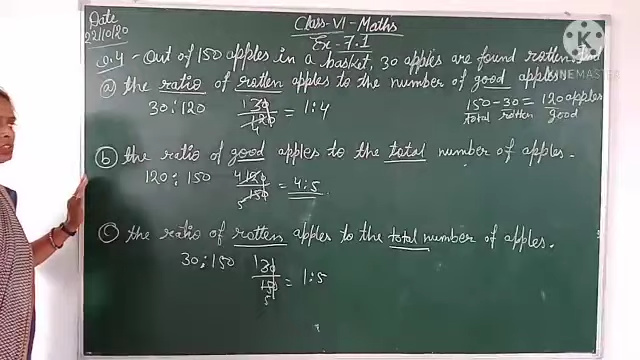 Date
22/10/20
Class-VI-Maths
Ex-7.1
Q.4 - Out of 150 apples in a basket, 30 apples are found rotten, find
(a) the ratio of rotten apples to the number of good apples
30:120 30/120 = 1:4
150-30 = 120 apples
total rotten good
(b) the ratio of good apples to the total number of apples.
120:150 120/150 = 4:5
(c) the ratio of rotten apples to the total number of apples.
30:150 30/150 = 1:5
KINEMASTER